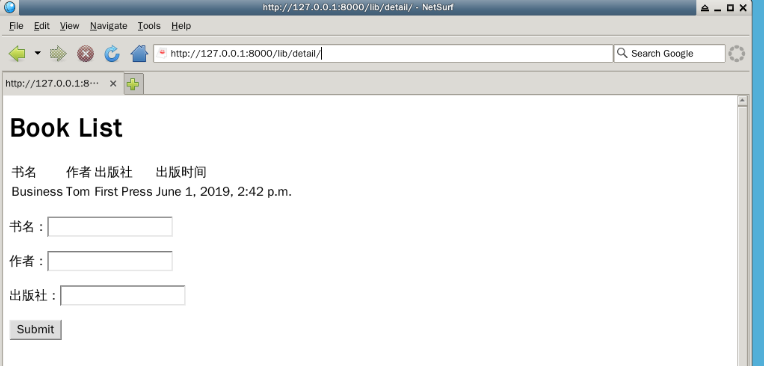 http://127.0.0.1:8000/lib/detail/ - NetSurf
File Edit View Navigate Tools Help
http://127.0.0.1:8000/lib/detail/ Search Google
http://127.0.0.1:8···
Book List
书名 作者 出版社 出版时间
Business Tom First Press June 1, 2019, 2:42 p.m.
书名：
作者：
出版社：
Submit